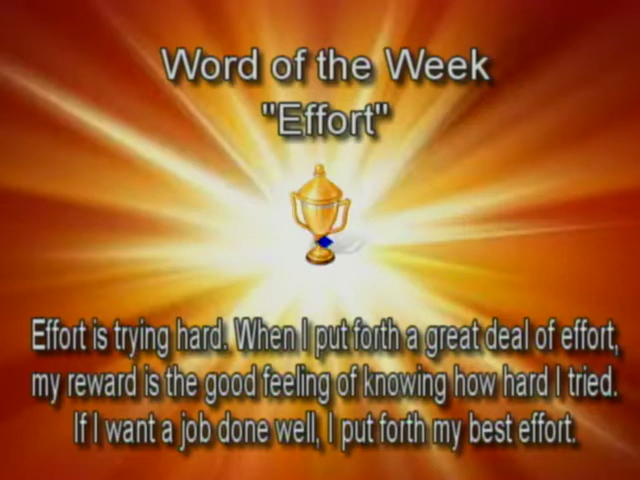 Word of the Week
"Effort"
Effort is trying hard. When I put forth a great deal of effort,
my reward is the good feeling of knowing how hard I tried.
If I want a job done well, I put forth my best effort.